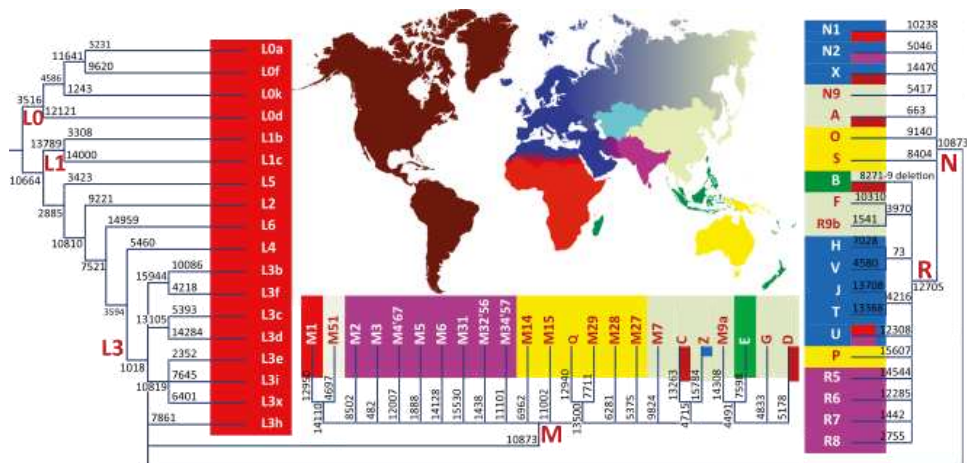 5231
L0a
11641
9620
L0f
4586
1243
L0k
3516
L0
12121
L0d
3308
L1b
13789
L1
14000
L1c
10664
3423
L5
2885
9221
L2
10810
14959
L6
7521
5460
L4
10086
L3b
15944
4218
L3f
3594
5393
L3c
13105
14284
L3d
L3
1018
2352
L3e
7645
L3i
10819
6401
L3x
7861
L3h
M1
M51
M2
M3
M4'67
M5
M6
M31
M32'56
M34'57
M14
M15
Q
M29
M28
M27
M7
C
Z
M9a
E
G
D
12950
4697
14110
8502
482
12007
1888
14128
15530
1438
11101
6962
11002
12940
7711
13500
6281
5375
9824
13263
15784
4715
14308
7598
4491
4833
5178
10873
M
N1
10238
N2
5046
X
14470
N9
5417
A
663
O
9140
S
8404
10873
N
B
8271-9 deletion
F
10310
3970
R9b
1541
H
7028
73
V
4580
R
J
13708
12705
T
13368
4216
U
12308
P
15607
R5
14544
R6
12285
R7
1442
R8
2755